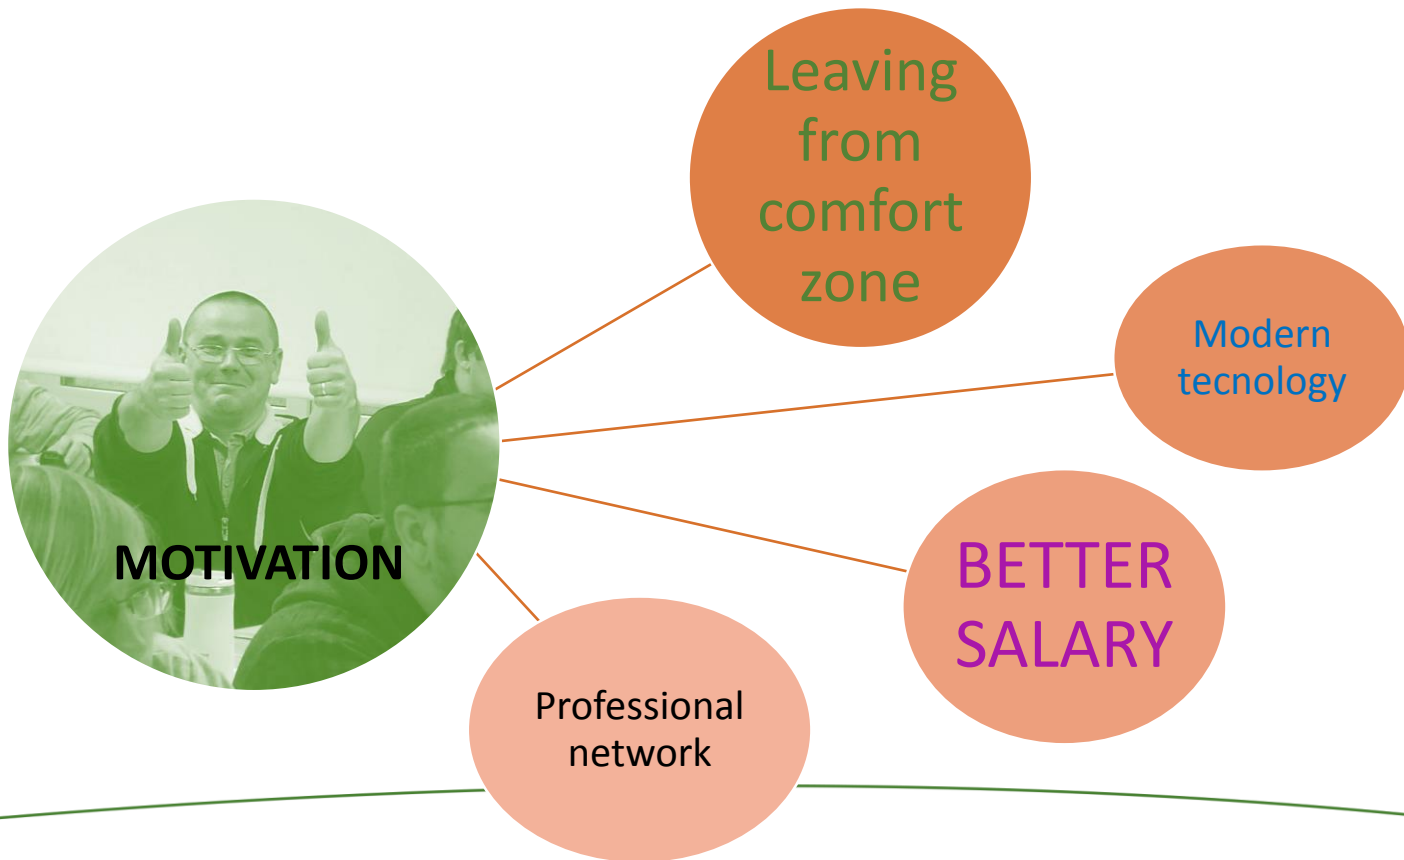 MOTIVATION
Leaving
from
comfort
zone
Modern
tecnology
BETTER
SALARY
Professional
network